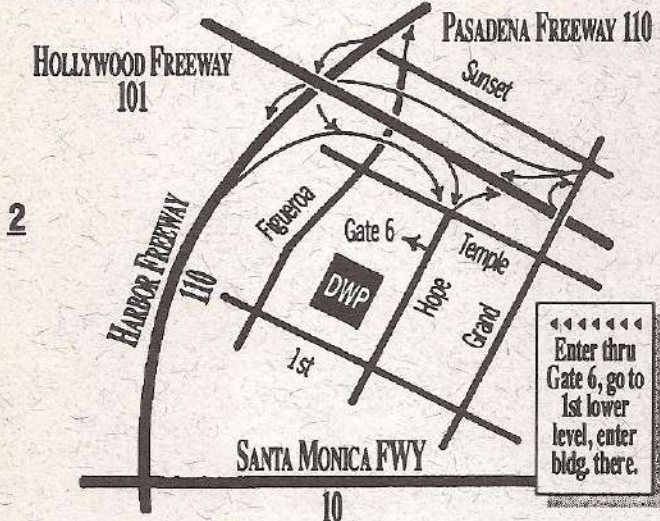 PASADENA FREEWAY 110
HOLLYWOOD FREEWAY
101
Sunset
2
Figueroa
Gate 6
Temple
HARBOR FREEWAY
110
DWP
Hope
Grand
1st
Enter thru
Gate 6, go to
1st lower
level, enter
bldg. there.
SANTA MONICA FWY
10